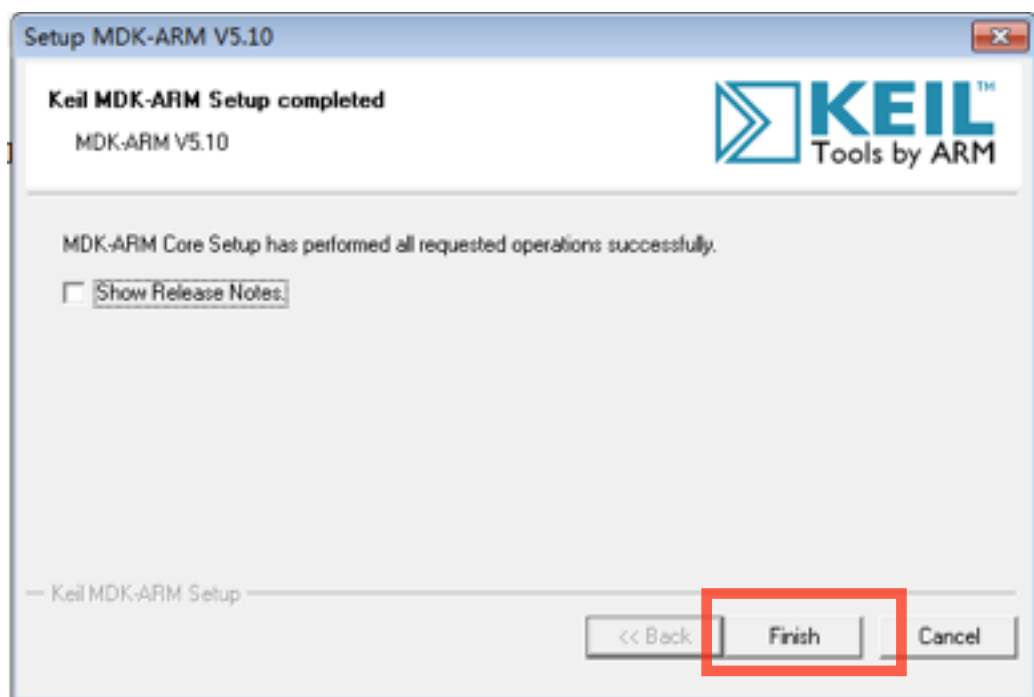 Setup MDK-ARM V5.10
Keil MDK-ARM Setup completed
MDK-ARM V5.10
KEIL™
Tools by ARM
MDK-ARM Core Setup has performed all requested operations successfully.
Show Release Notes.
Keil MDK-ARM Setup
<< Back Finish Cancel